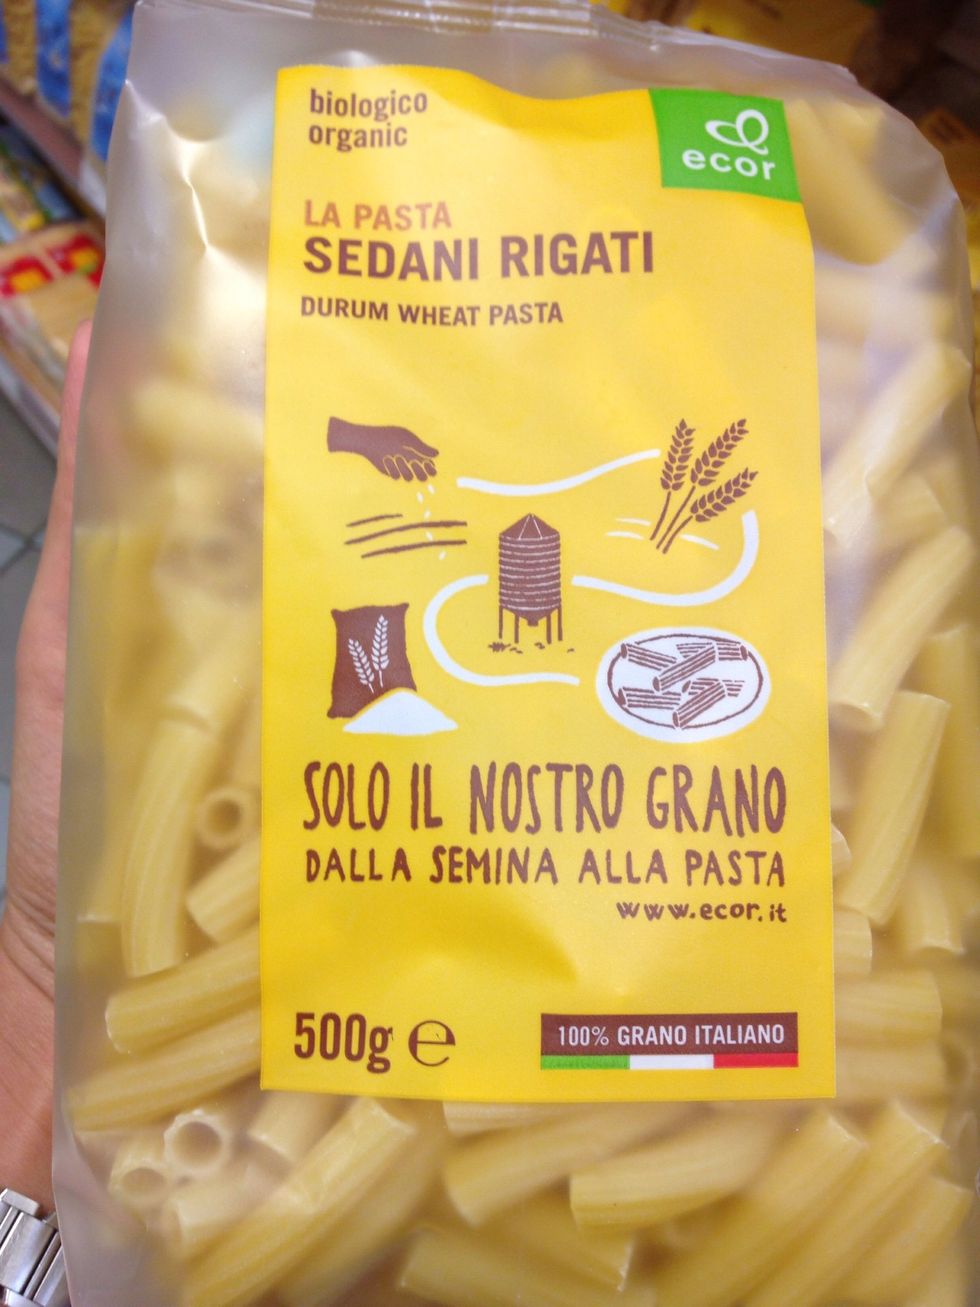 biologico
organic
ecor
LA PASTA
SEDANI RIGATI
DURUM WHEAT PASTA
SOLO IL NOSTRO GRANO
DALLA SEMINA ALLA PASTA
www.ecor.it
500g e
100% GRANO ITALIANO